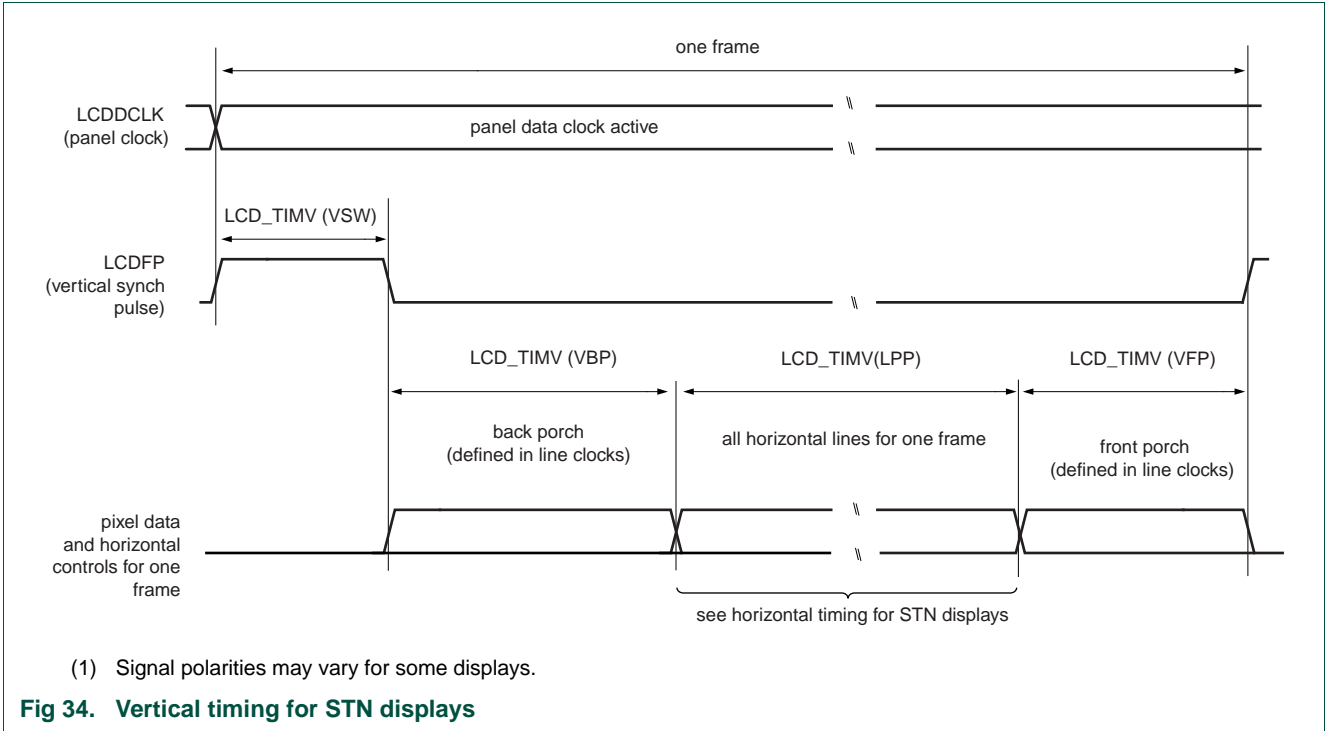 one frame
LCDDCLK
(panel clock)
panel data clock active
LCD_TIMV (VSW)
LCDFP
(vertical synch
pulse)
LCD_TIMV (VBP)
LCD_TIMV(LPP)
LCD_TIMV (VFP)
back porch
(defined in line clocks)
all horizontal lines for one frame
front porch
(defined in line clocks)
pixel data
and horizontal
controls for one
frame
see horizontal timing for STN displays
(1) Signal polarities may vary for some displays.
Fig 34. Vertical timing for STN displays